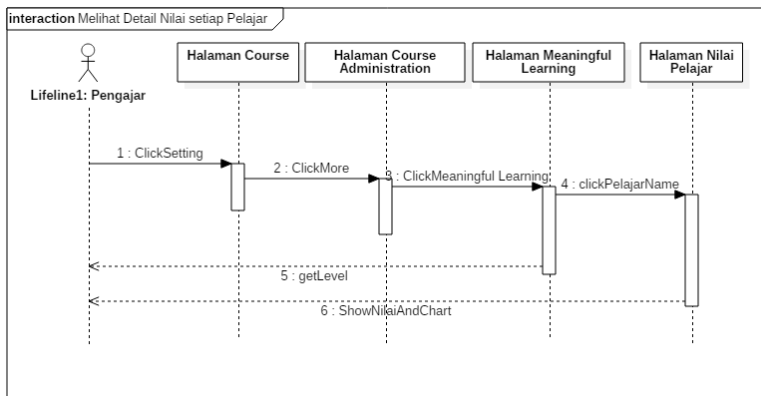 interaction Melihat Detail Nilai setiap Pelajar
Lifeline1: Pengajar
Halaman Course
Halaman Course
Administration
Halaman Meaningful
Learning
Halaman Nilai
Pelajar
1 : ClickSetting
2 : ClickMore
3 : ClickMeaningful Learning
4 : clickPelajarName
5 : getLevel
6 : ShowNilaiAndChart